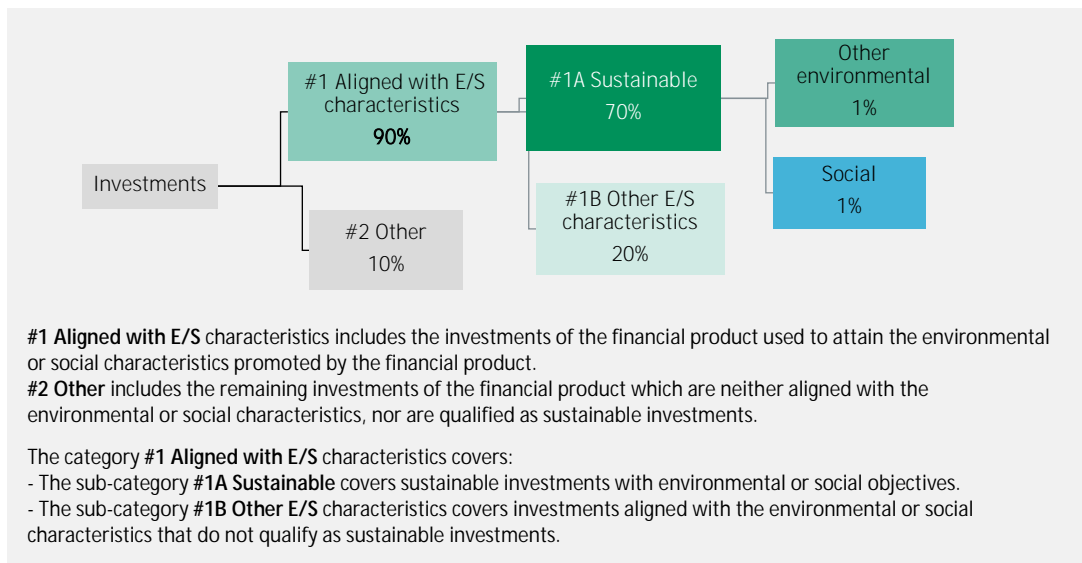 Investments
#1 Aligned with E/S
characteristics
90%
#2 Other
10%
#1A Sustainable
70%
#1B Other E/S
characteristics
20%
Other
environmental
1%
Social
1%
#1 Aligned with E/S characteristics includes the investments of the financial product used to attain the environmental
or social characteristics promoted by the financial product.
#2 Other includes the remaining investments of the financial product which are neither aligned with the
environmental or social characteristics, nor are qualified as sustainable investments.
The category #1 Aligned with E/S characteristics covers:
- The sub-category #1A Sustainable covers sustainable investments with environmental or social objectives.
- The sub-category #1B Other E/S characteristics covers investments aligned with the environmental or social
characteristics that do not qualify as sustainable investments.